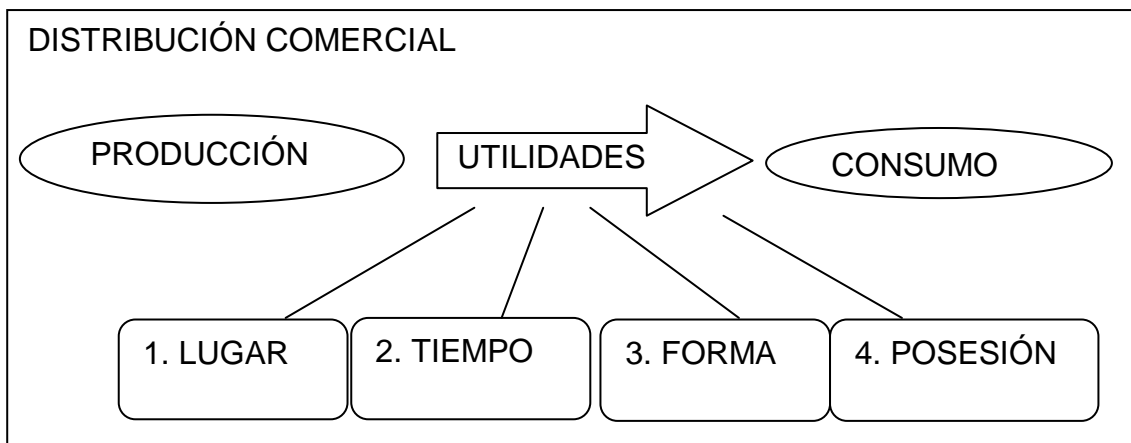 DISTRIBUCIÓN COMERCIAL
PRODUCCIÓN
UTILIDADES
CONSUMO
1. LUGAR
2. TIEMPO
3. FORMA
4. POSESIÓN